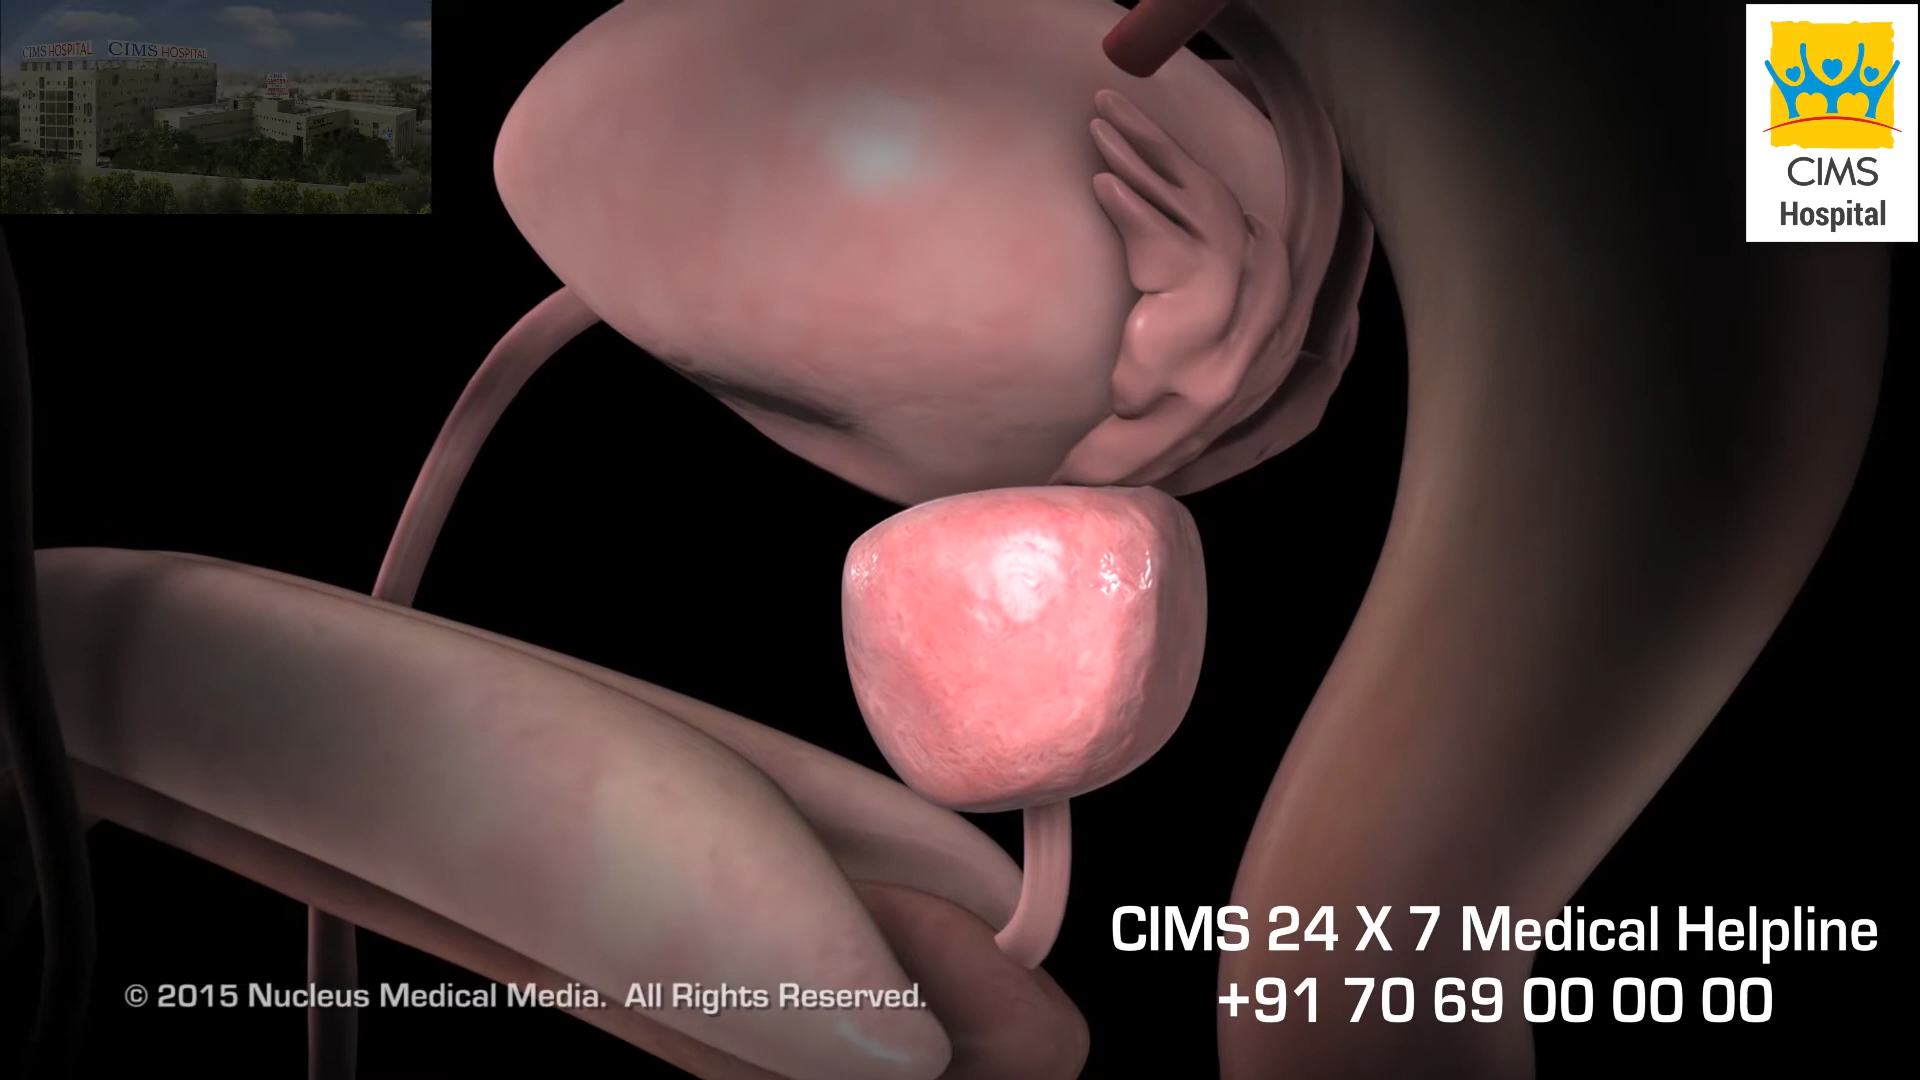 CIMS HOSPITAL CIMS HOSPITAL
CIMS
Hospital
CIMS 24 X 7 Medical Helpline
+91 70 69 00 00 00
© 2015 Nucleus Medical Media. All Rights Reserved.